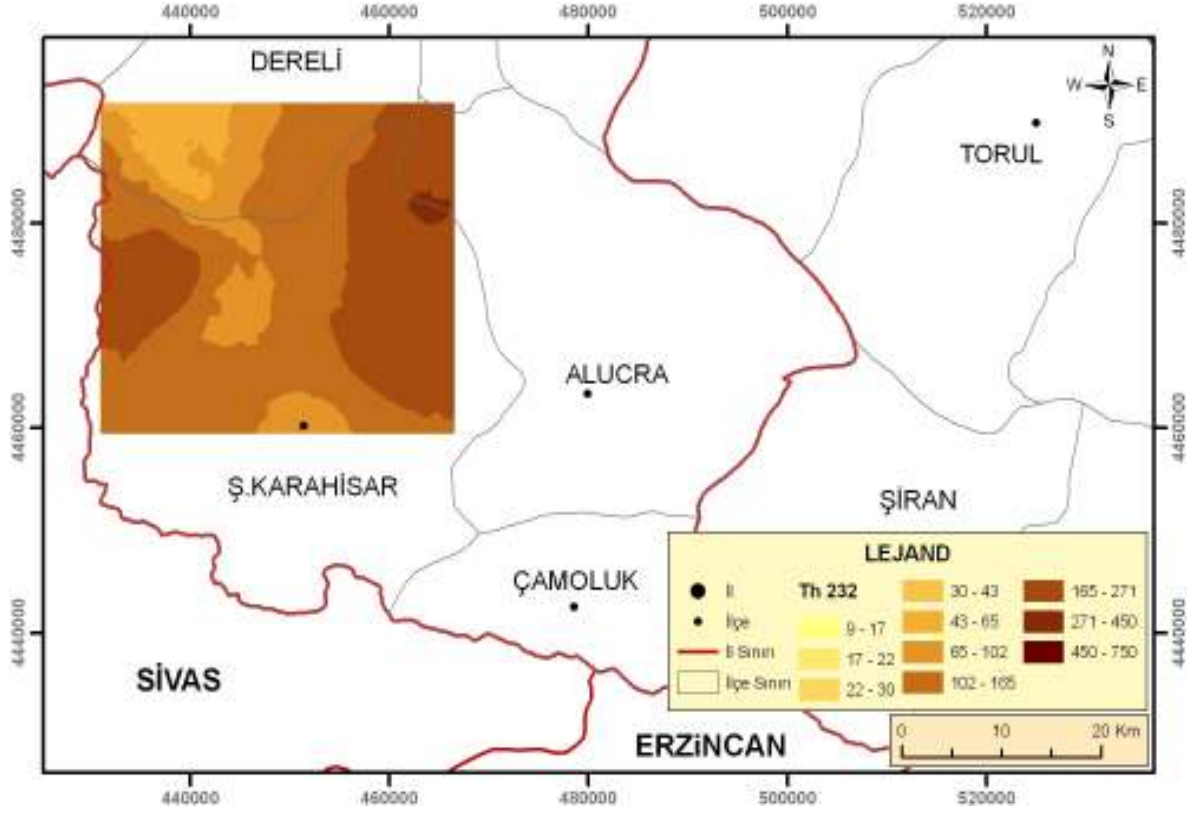 440000 460000 480000 500000 520000
DERELİ
N
W E
S
TORUL
4480000 4480000
ALUCRA
4460000 4460000
Ş.KARAHİSAR
ŞİRAN
LEJAND
İl
Th 232
30 - 43
165 - 271
İlçe
9 - 17
43 - 65
271 - 450
İl Sınırı
17 - 22
65 - 102
450 - 750
İlçe Sınırı
22 - 30
102 - 165
ÇAMOLUK
4440000 4440000
SİVAS
ERZİNCAN
0 10 20 Km
440000 460000 480000 500000 520000